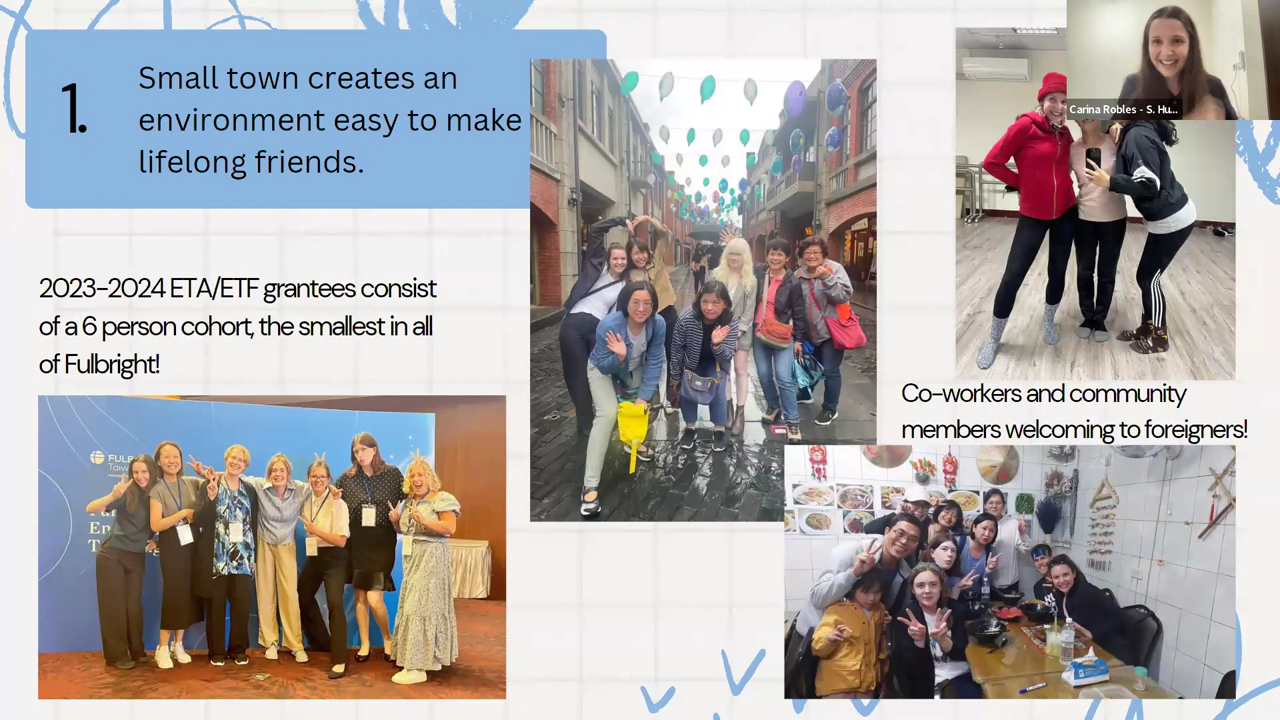 1.
Small town creates an
environment easy to make
lifelong friends.
2023-2024 ETA/ETF grantees consist
of a 6 person cohort, the smallest in all
of Fulbright!
Co-workers and community
members welcoming to foreigners!
Carina Robles - S. Hu...